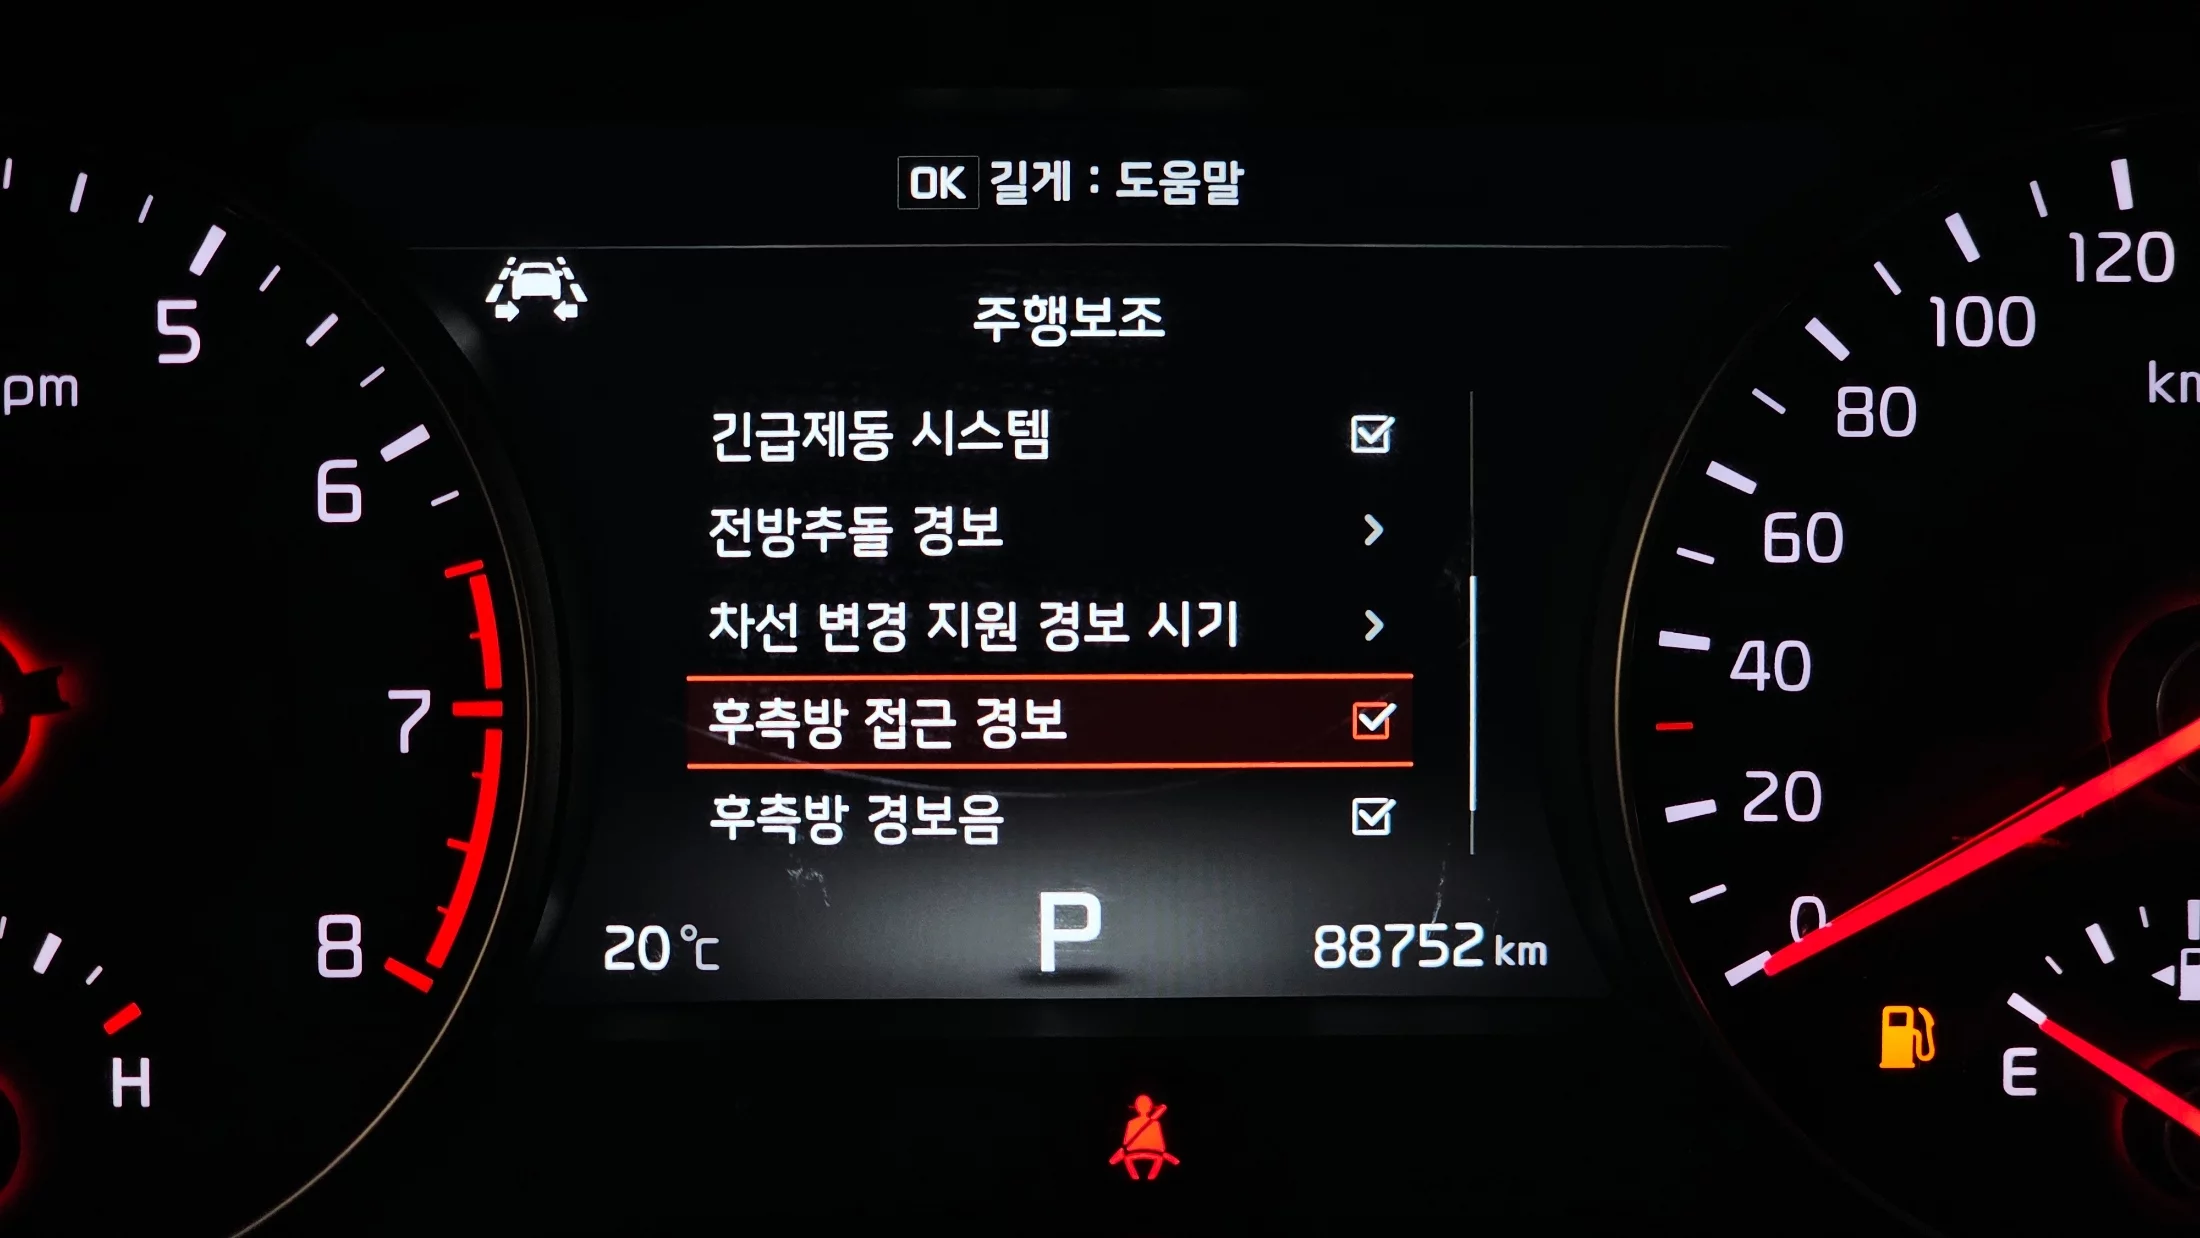 OK 길게 : 도움말
주행보조
긴급제동 시스템
전방추돌 경보
차선 변경 지원 경보 시기
후측방 접근 경보
후측방 경보음
20℃
P
88752 km
5
6
7
8
pm
H
120
100
80
60
40
20
0
km
E